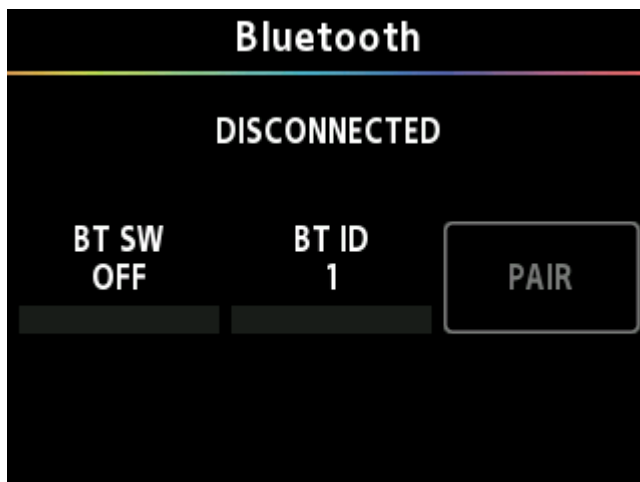 Bluetooth
DISCONNECTED
BT SW
OFF
BT ID
1
PAIR